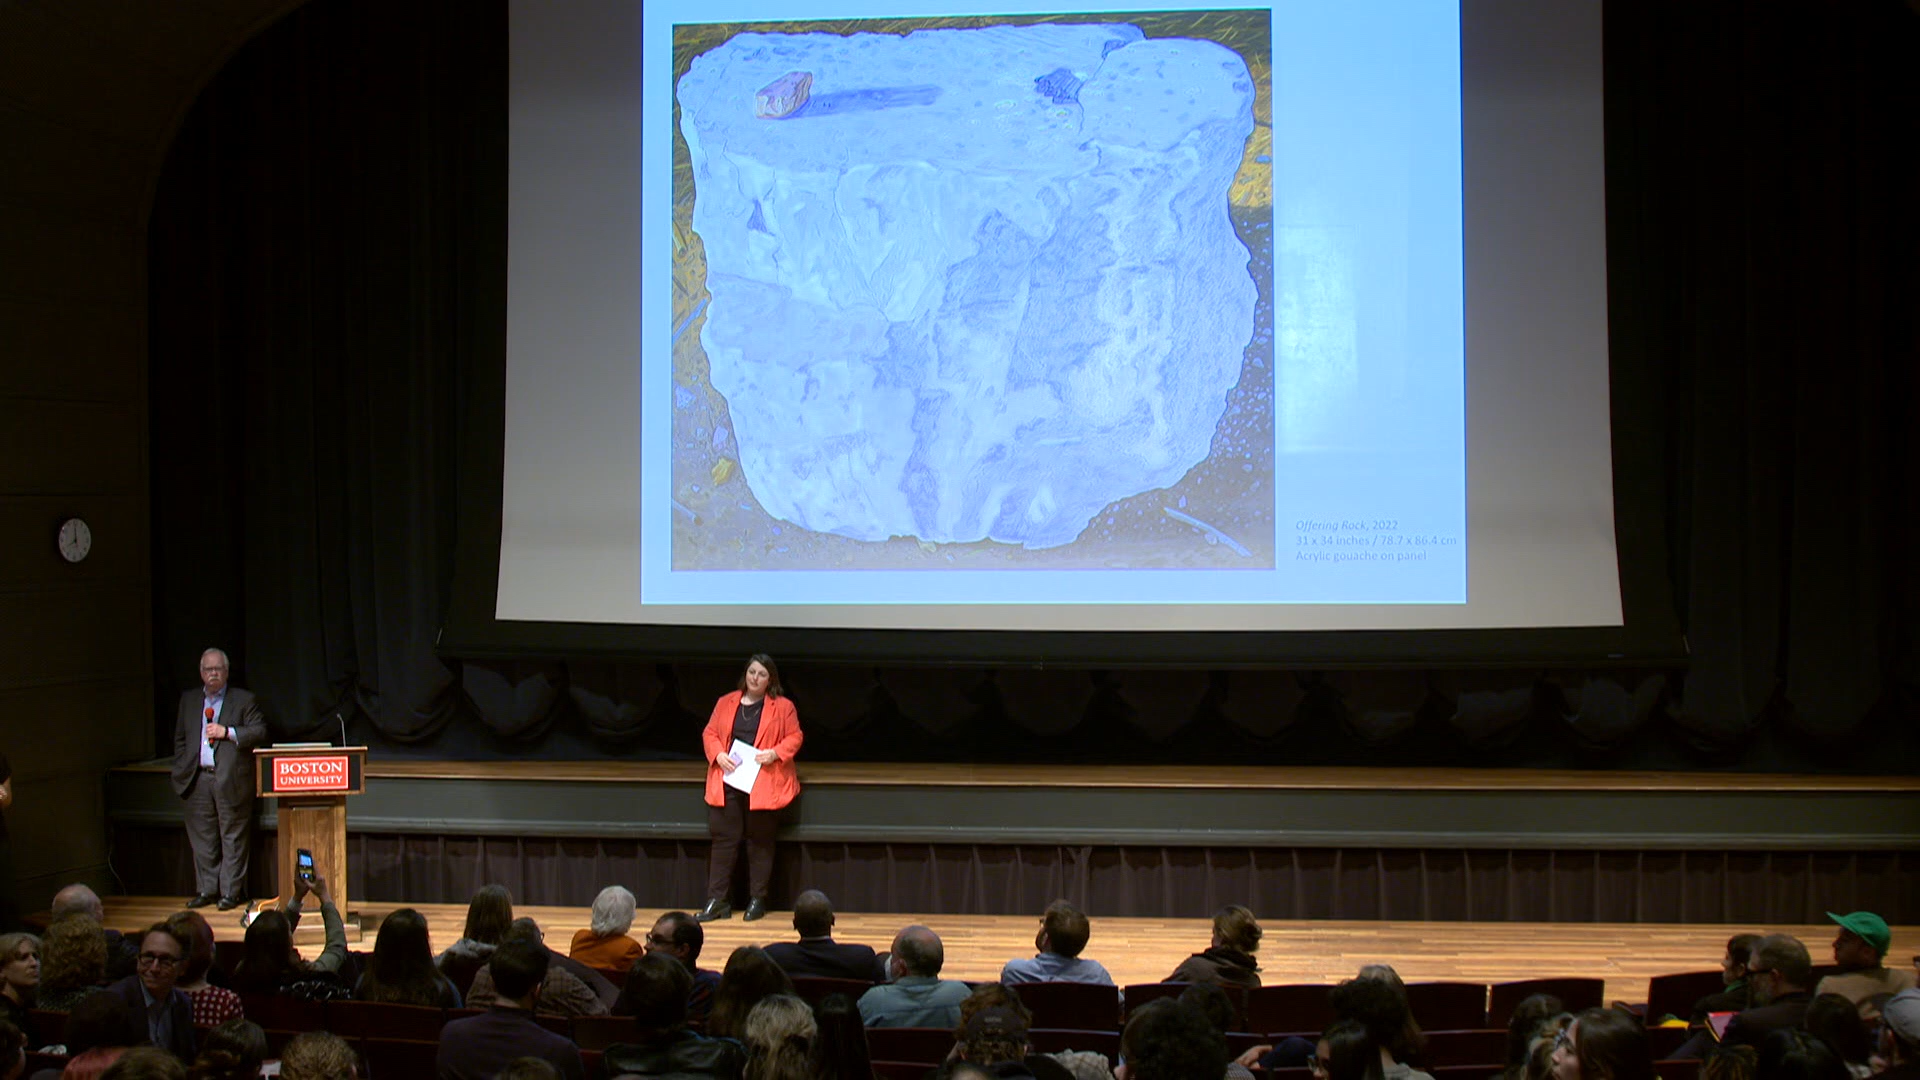 Offering Rock, 2022
31 x 34 inches / 78.7 x 86.4 cm
Acrylic gouache on panel
BOSTON
UNIVERSITY